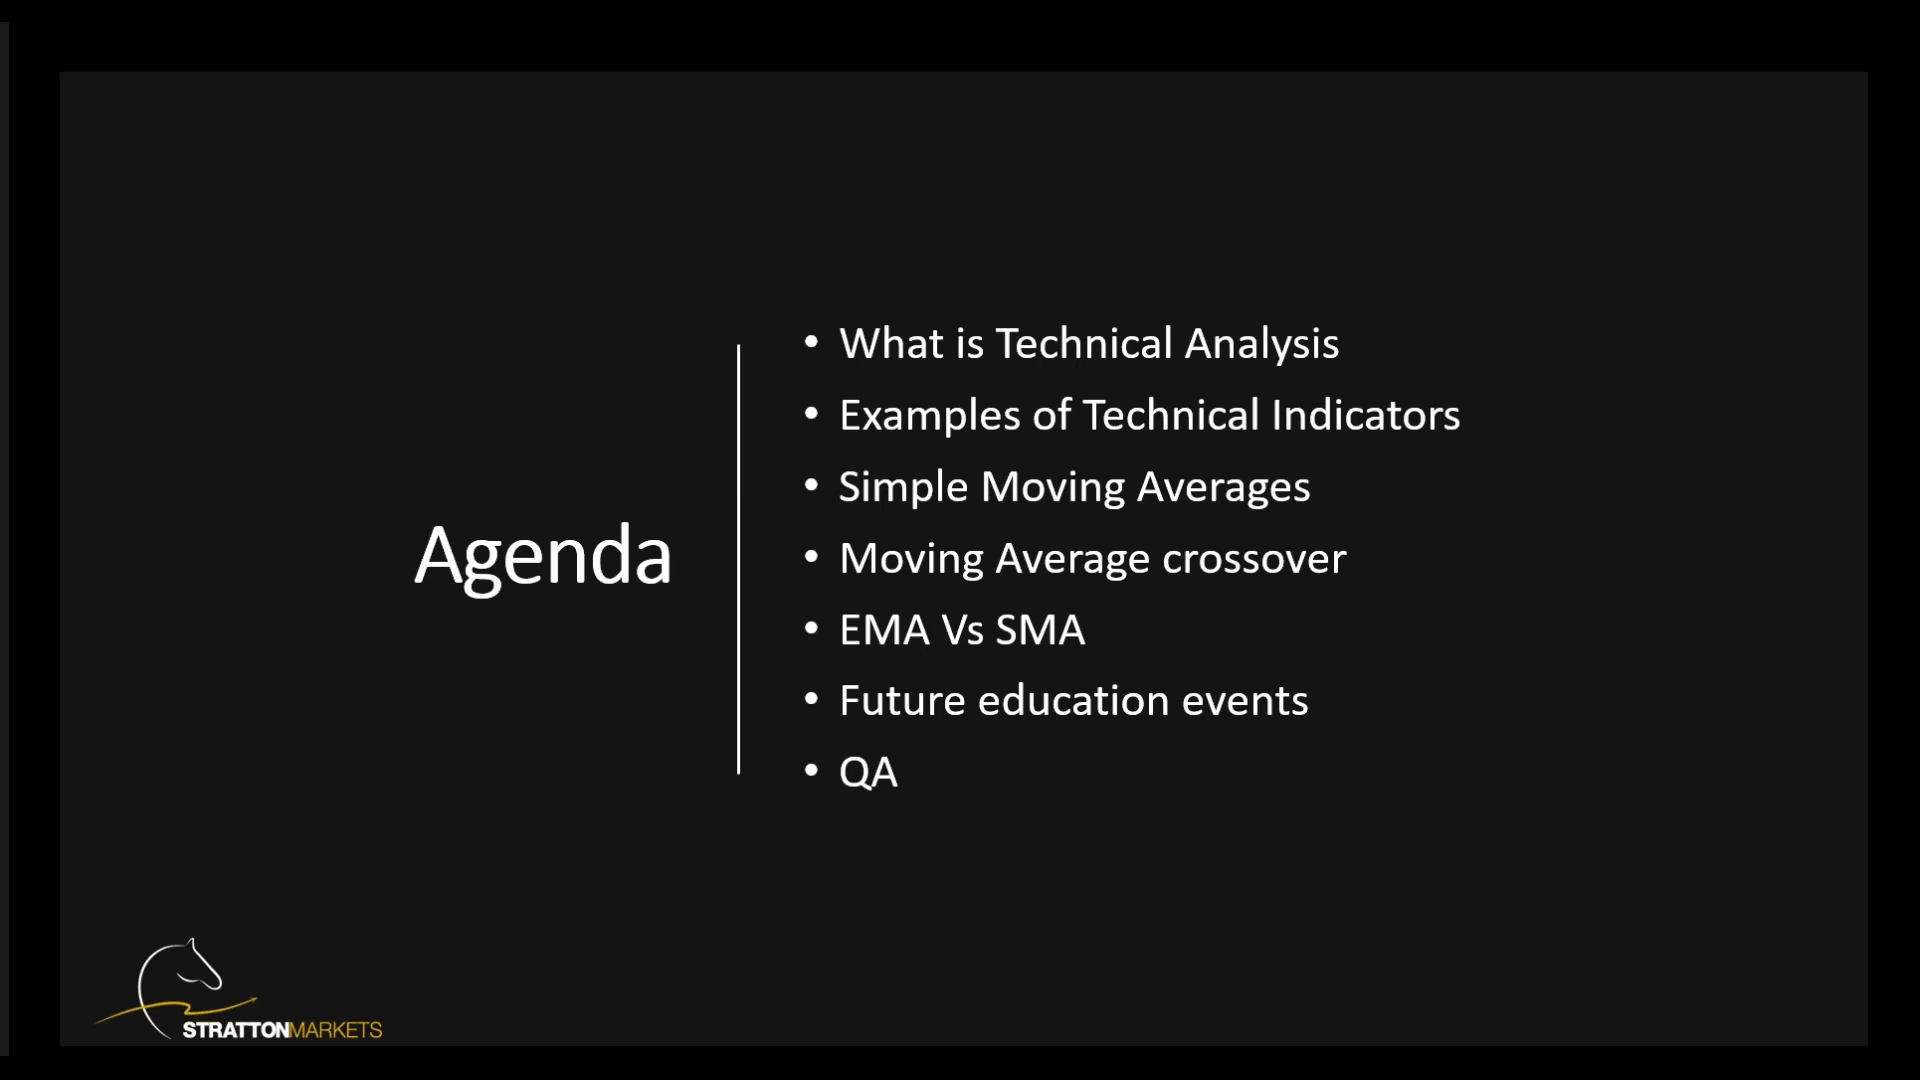 Agenda
• What is Technical Analysis
• Examples of Technical Indicators
• Simple Moving Averages
• Moving Average crossover
• EMA Vs SMA
• Future education events
• QA
STRATTONMARKETS